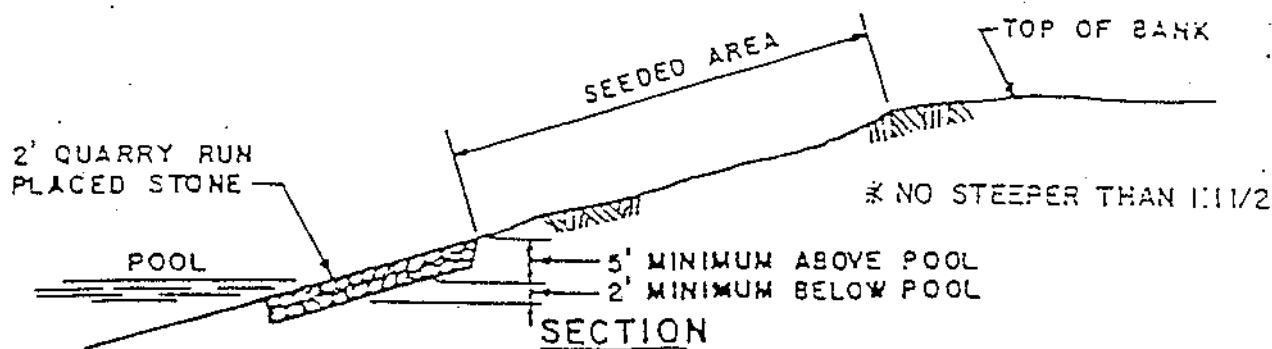 TOP OF BANK
SEEDED AREA
2' QUARRY RUN
PLACED STONE
※ NO STEEPER THAN 1:1 1/2
POOL
5' MINIMUM ABOVE POOL
2' MINIMUM BELOW POOL
SECTION